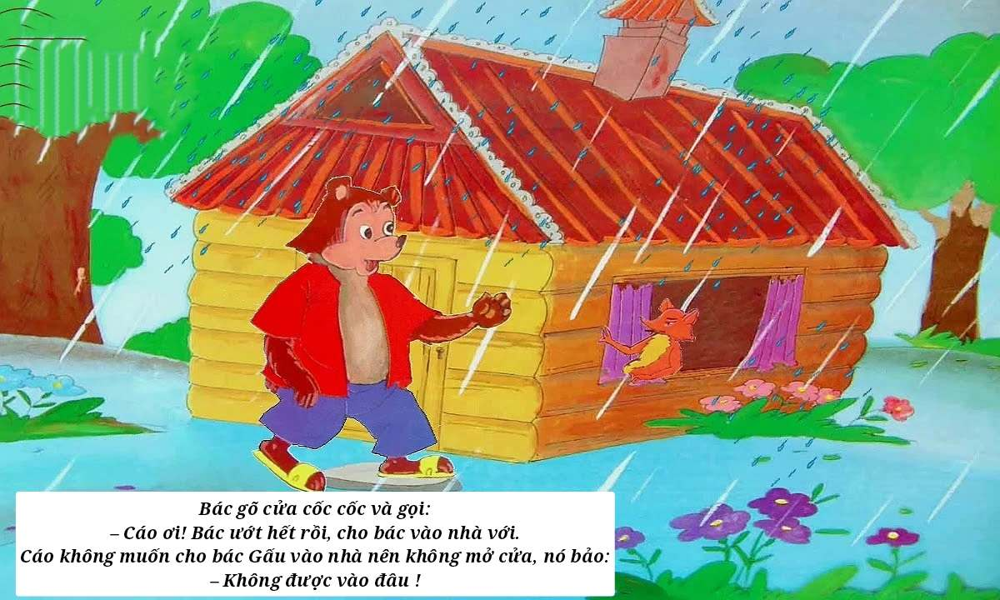 Bác gõ cửa cốc cốc và gọi:
– Cáo ơi! Bác ướt hết rồi, cho bác vào nhà với.
Cáo không muốn cho bác Gấu vào nhà nên không mở cửa, nó bảo:
– Không được vào đâu !